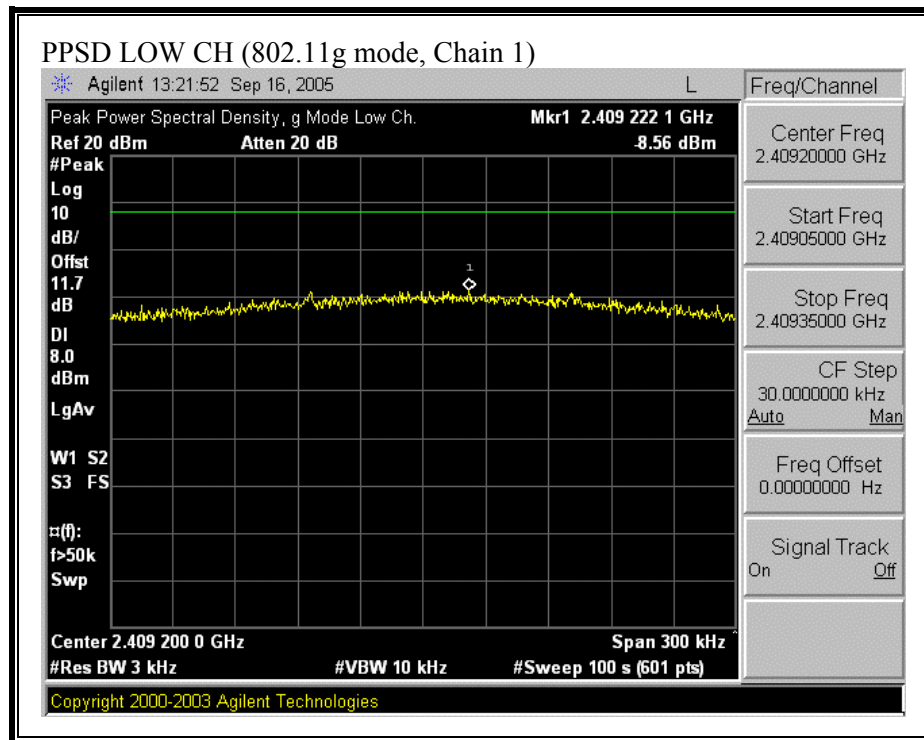 PPSD LOW CH (802.11g mode, Chain 1)
Agilent 13:21:52 Sep 16, 2005 L
Peak Power Spectral Density, g Mode Low Ch. Mkr1 2.409 222 1 GHz
Ref 20 dBm Atten 20 dB -8.56 dBm
#Peak
Log
10
dB/
Offst
11.7
dB
DI
8.0
dBm
LgAv
W1 S2
S3 FS
¤(f):
f>50k
Swp
1
Center 2.409 200 0 GHz Span 300 kHz
#Res BW 3 kHz #VBW 10 kHz #Sweep 100 s (601 pts)
Copyright 2000-2003 Agilent Technologies
Freq/Channel
Center Freq
2.40920000 GHz
Start Freq
2.40905000 GHz
Stop Freq
2.40935000 GHz
CF Step
30.0000000 kHz
Auto Man
Freq Offset
0.00000000 Hz
Signal Track
On Off